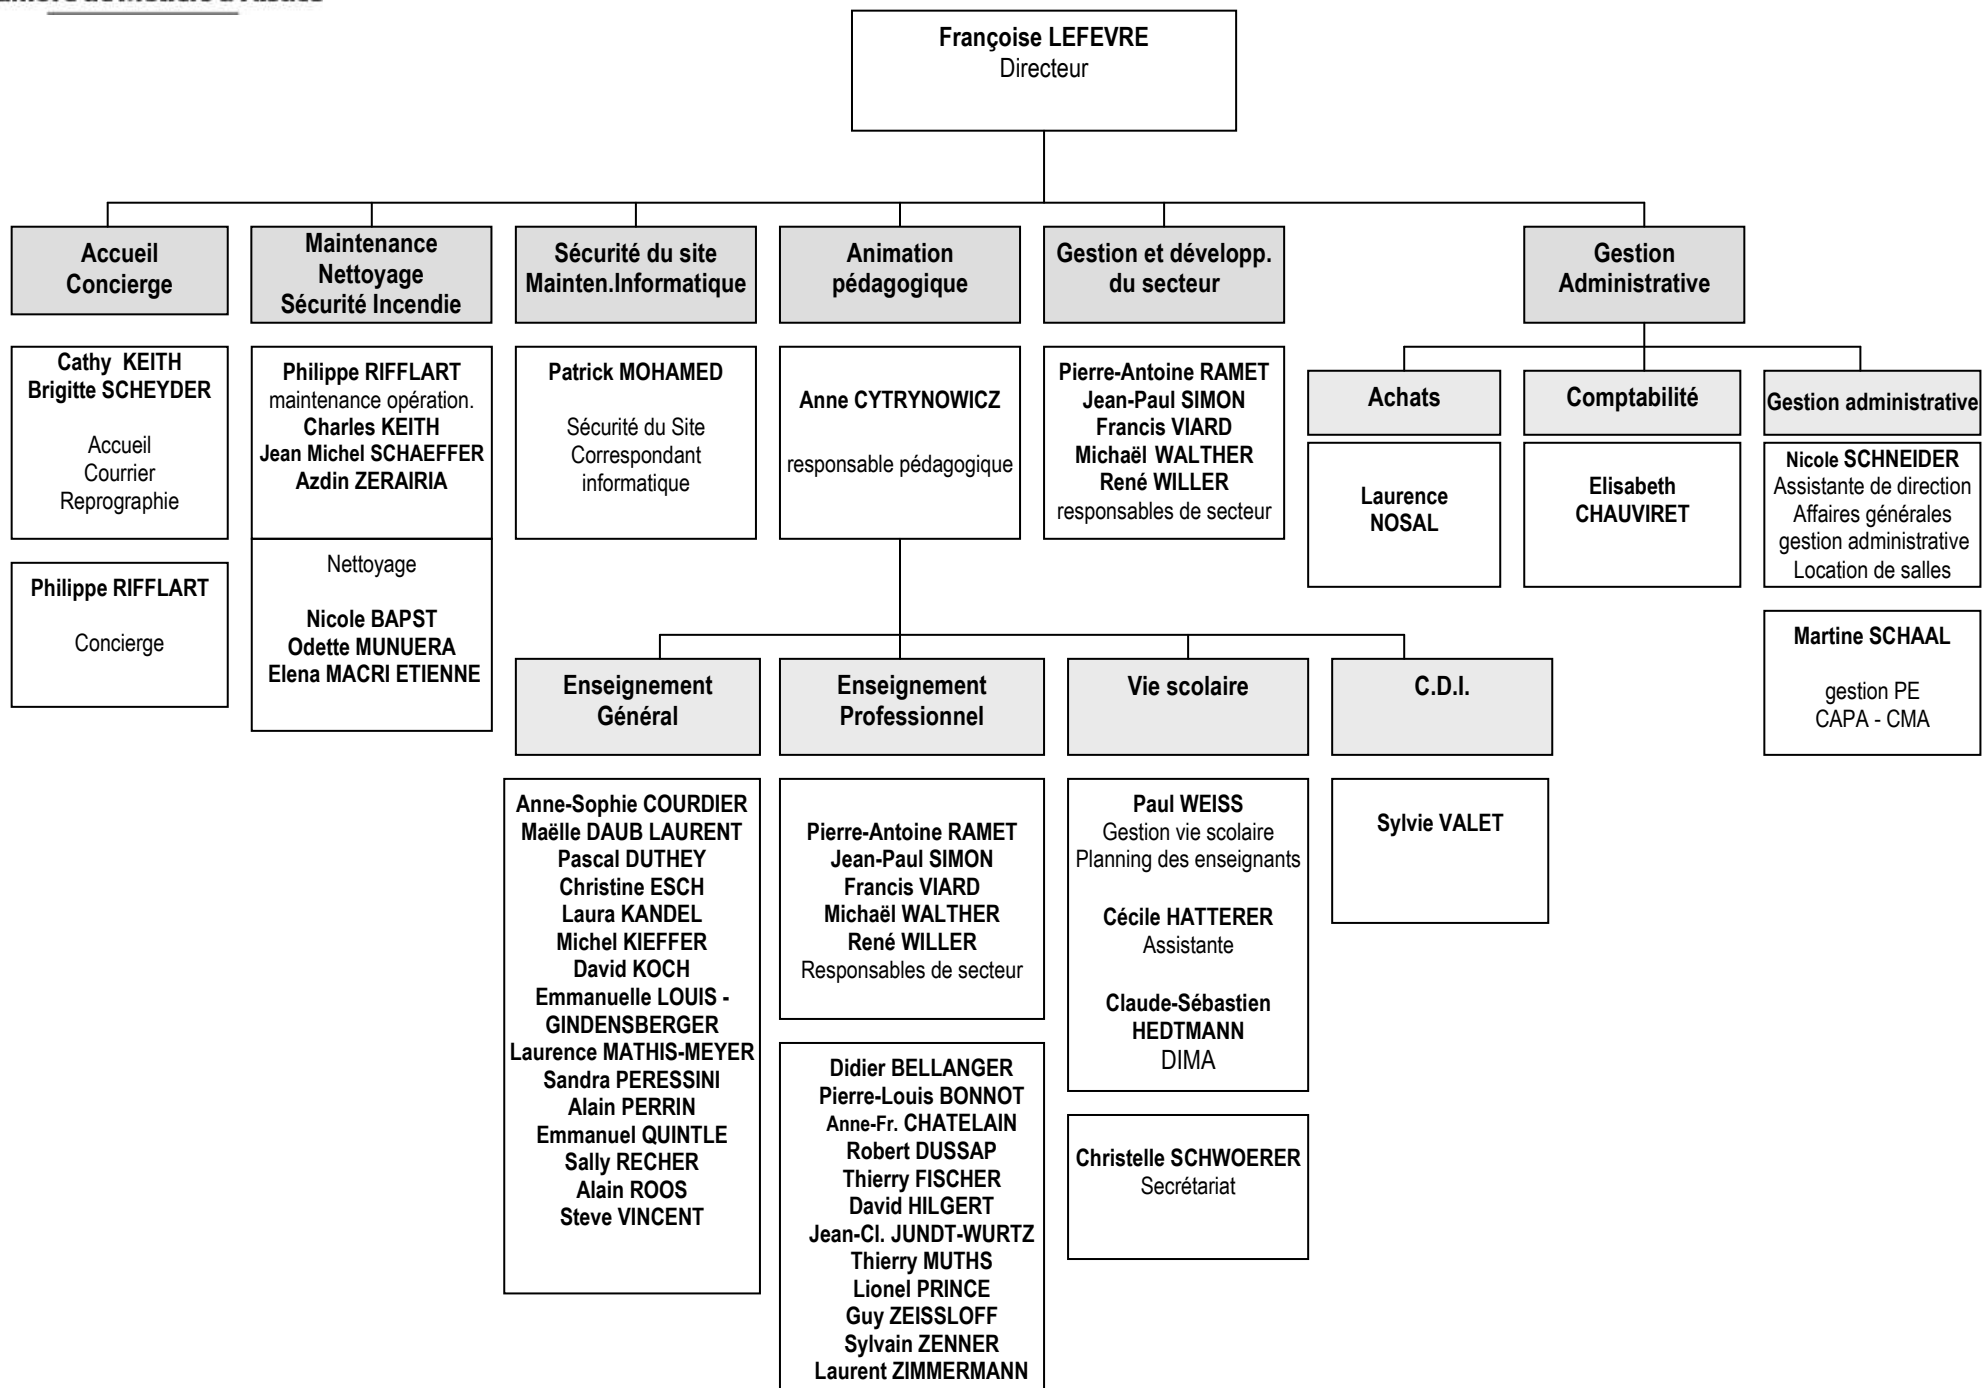 Françoise LEFEVRE
Directeur
Accueil
Concierge
Maintenance
Nettoyage
Sécurité Incendie
Sécurité du site
Mainten.Informatique
Animation
pédagogique
Gestion et développ.
du secteur
Gestion
Administrative
Cathy KEITH
Brigitte SCHEYDER
Accueil
Courrier
Reprographie
Philippe RIFFLART
Concierge
Philippe RIFFLART
maintenance opération.
Charles KEITH
Jean Michel SCHAEFFER
Azdin ZERAIRIA
Nettoyage
Nicole BAPST
Odette MUNUERA
Elena MACRI ETIENNE
Patrick MOHAMED
Sécurité du Site
Correspondant
informatique
Anne CYTRYNOWICZ
responsable pédagogique
Pierre-Antoine RAMET
Jean-Paul SIMON
Francis VIARD
Michaël WALTHER
René WILLER
responsables de secteur
Achats
Laurence
NOSAL
Comptabilité
Elisabeth
CHAUVIRET
Gestion administrative
Nicole SCHNEIDER
Assistante de direction
Affaires générales
gestion administrative
Location de salles
Martine SCHAAL
gestion PE
CAPA - CMA
Enseignement
Général
Anne-Sophie COURDIER
Maëlle DAUB LAURENT
Pascal DUTHEY
Christine ESCH
Laura KANDEL
Michel KIEFFER
David KOCH
Emmanuelle LOUIS -
GINDENSBERGER
Laurence MATHIS-MEYER
Sandra PERESSINI
Alain PERRIN
Emmanuel QUINTLE
Sally RECHER
Alain ROOS
Steve VINCENT
Enseignement
Professionnel
Pierre-Antoine RAMET
Jean-Paul SIMON
Francis VIARD
Michaël WALTHER
René WILLER
Responsables de secteur
Didier BELLANGER
Pierre-Louis BONNOT
Anne-Fr. CHATELAIN
Robert DUSSAP
Thierry FISCHER
David HILGERT
Jean-Cl. JUNDT-WURTZ
Thierry MUTHS
Lionel PRINCE
Guy ZEISSLOFF
Sylvain ZENNER
Laurent ZIMMERMANN
Vie scolaire
Paul WEISS
Gestion vie scolaire
Planning des enseignants
Cécile HATTERER
Assistante
Claude-Sébastien
HEDTMANN
DIMA
Christelle SCHWOERER
Secrétariat
C.D.I.
Sylvie VALET